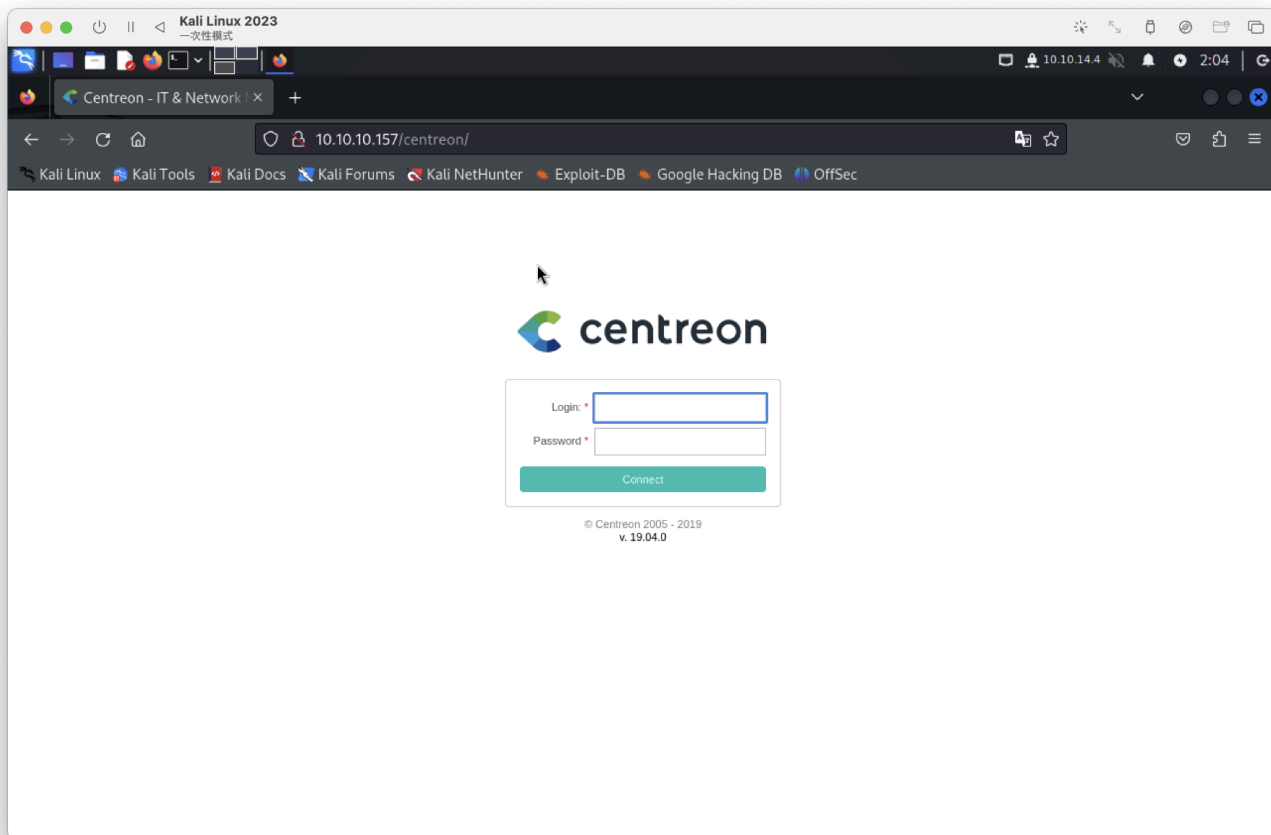 Kali Linux 2023
一次性模式
10.10.14.4 2:04
Centreon - IT & Network
10.10.10.157/centreon/
Kali Linux Kali Tools Kali Docs Kali Forums Kali NetHunter Exploit-DB Google Hacking DB OffSec
centreon
Login: *
Password *
Connect
© Centreon 2005 - 2019
v. 19.04.0